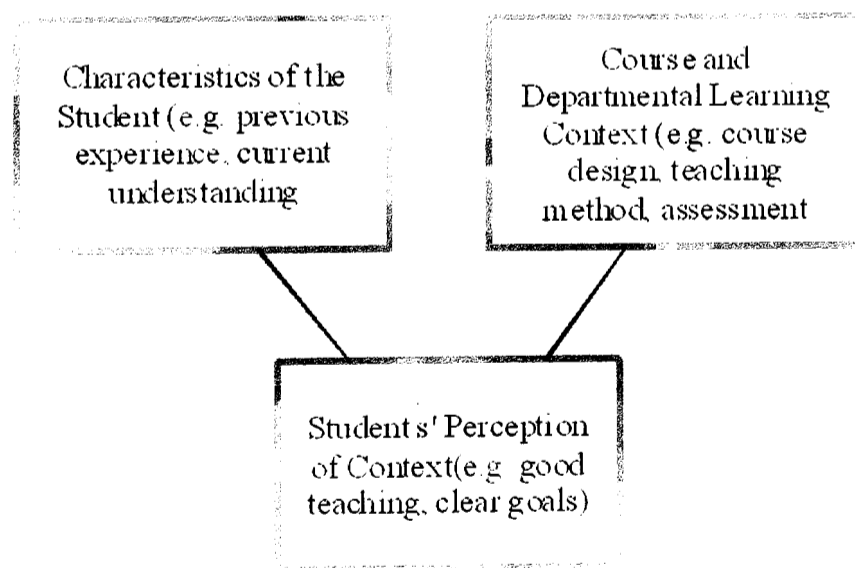 Characteristics of the
Student (e.g. previous
experience, current
understanding
Course and
Departmental Learning
Context (e.g. course
design, teaching
method, assessment
Students' Perception
of Context(e.g good
teaching, clear goals)